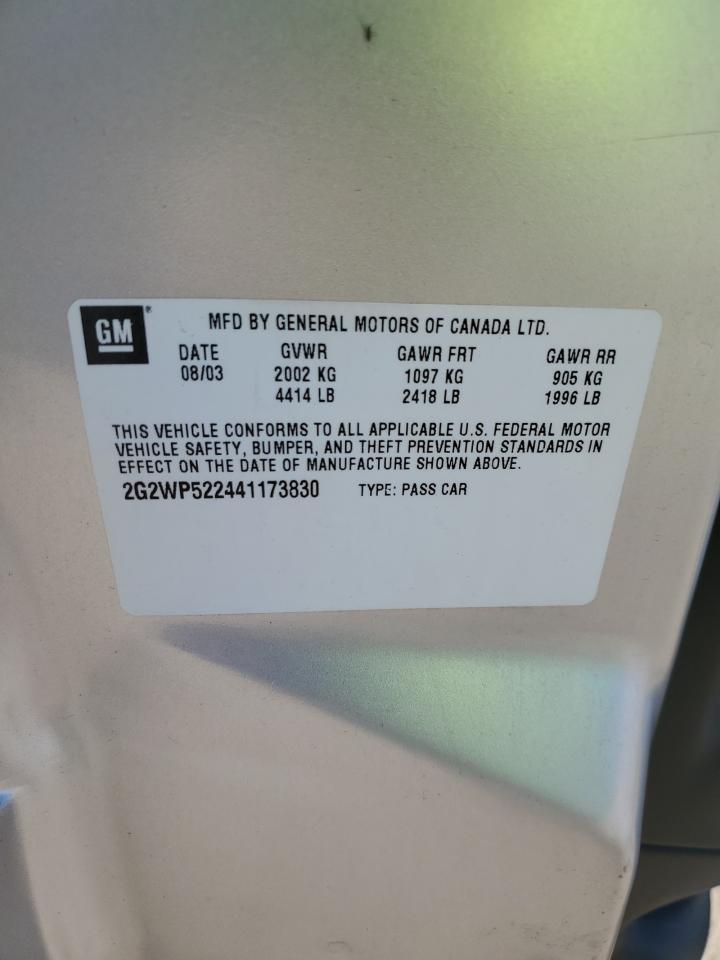 GM® MFD BY GENERAL MOTORS OF CANADA LTD.
DATE GVWR GAWR FRT GAWR RR
08/03 2002 KG 1097 KG 905 KG
4414 LB 2418 LB 1996 LB
THIS VEHICLE CONFORMS TO ALL APPLICABLE U.S. FEDERAL MOTOR
VEHICLE SAFETY, BUMPER, AND THEFT PREVENTION STANDARDS IN
EFFECT ON THE DATE OF MANUFACTURE SHOWN ABOVE.
2G2WP522441173830 TYPE: PASS CAR